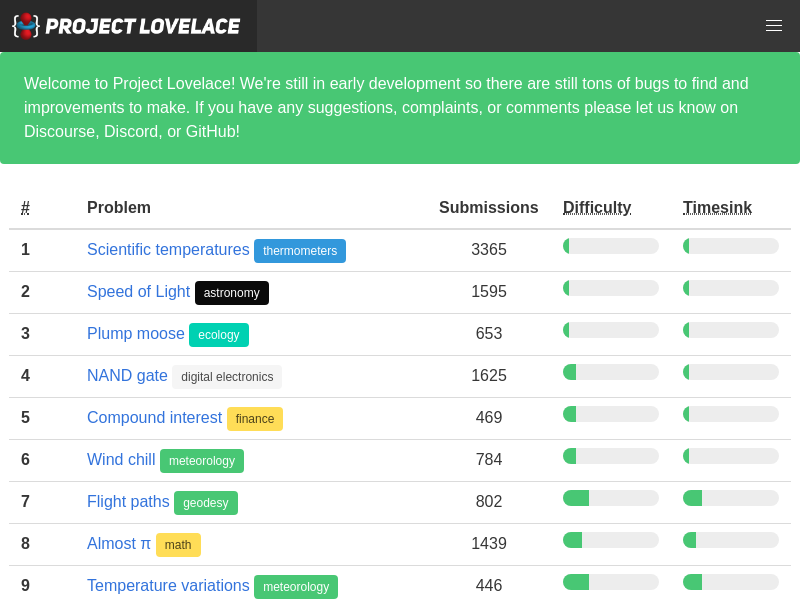 PROJECT LOVELACE
Welcome to Project Lovelace! We're still in early development so there are still tons of bugs to find and
improvements to make. If you have any suggestions, complaints, or comments please let us know on
Discourse, Discord, or GitHub!
# Problem Submissions Difficulty Timesink
1 Scientific temperatures thermometers 3365
2 Speed of Light astronomy 1595
3 Plump moose ecology 653
4 NAND gate digital electronics 1625
5 Compound interest finance 469
6 Wind chill meteorology 784
7 Flight paths geodesy 802
8 Almost π math 1439
9 Temperature variations meteorology 446